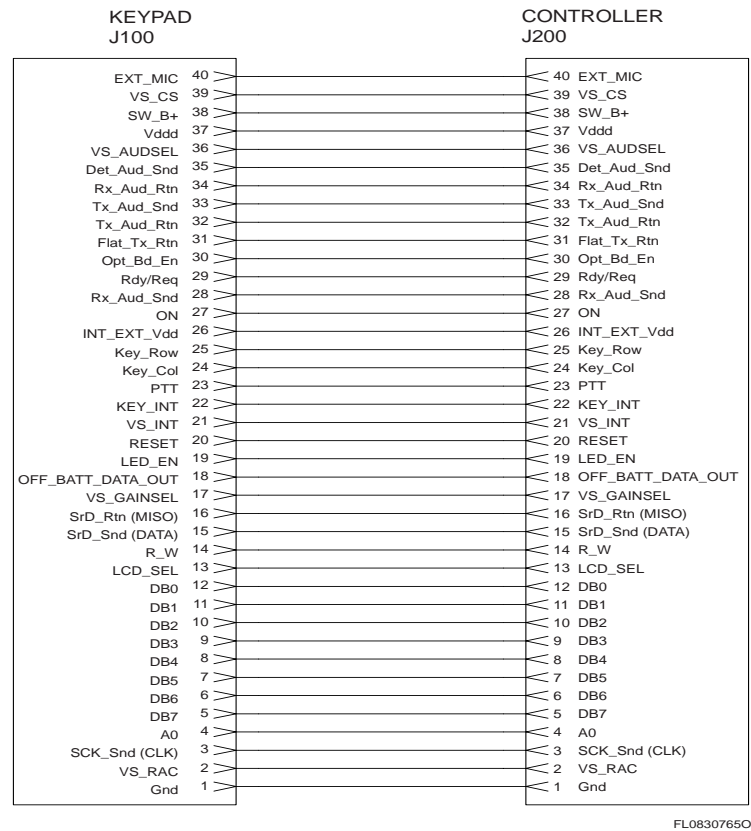 KEYPAD CONTROLLER
J100 J200
EXT_MIC 40 40 EXT_MIC
VS_CS 39 39 VS_CS
SW_B+ 38 38 SW_B+
Vddd 37 37 Vddd
VS_AUDSEL 36 36 VS_AUDSEL
Det_Aud_Snd 35 35 Det_Aud_Snd
Rx_Aud_Rtn 34 34 Rx_Aud_Rtn
Tx_Aud_Snd 33 33 Tx_Aud_Snd
Tx_Aud_Rtn 32 32 Tx_Aud_Rtn
Flat_Tx_Rtn 31 31 Flat_Tx_Rtn
Opt_Bd_En 30 30 Opt_Bd_En
Rdy/Req 29 29 Rdy/Req
Rx_Aud_Snd 28 28 Rx_Aud_Snd
ON 27 27 ON
INT_EXT_Vdd 26 26 INT_EXT_Vdd
Key_Row 25 25 Key_Row
Key_Col 24 24 Key_Col
PTT 23 23 PTT
KEY_INT 22 22 KEY_INT
VS_INT 21 21 VS_INT
RESET 20 20 RESET
LED_EN 19 19 LED_EN
OFF_BATT_DATA_OUT 18 18 OFF_BATT_DATA_OUT
VS_GAINSEL 17 17 VS_GAINSEL
SrD_Rtn (MISO) 16 16 SrD_Rtn (MISO)
SrD_Snd (DATA) 15 15 SrD_Snd (DATA)
R_W 14 14 R_W
LCD_SEL 13 13 LCD_SEL
DB0 12 12 DB0
DB1 11 11 DB1
DB2 10 10 DB2
DB3 9 9 DB3
DB4 8 8 DB4
DB5 7 7 DB5
DB6 6 6 DB6
DB7 5 5 DB7
A0 4 4 A0
SCK_Snd (CLK) 3 3 SCK_Snd (CLK)
VS_RAC 2 2 VS_RAC
Gnd 1 1 Gnd
FL0830765O